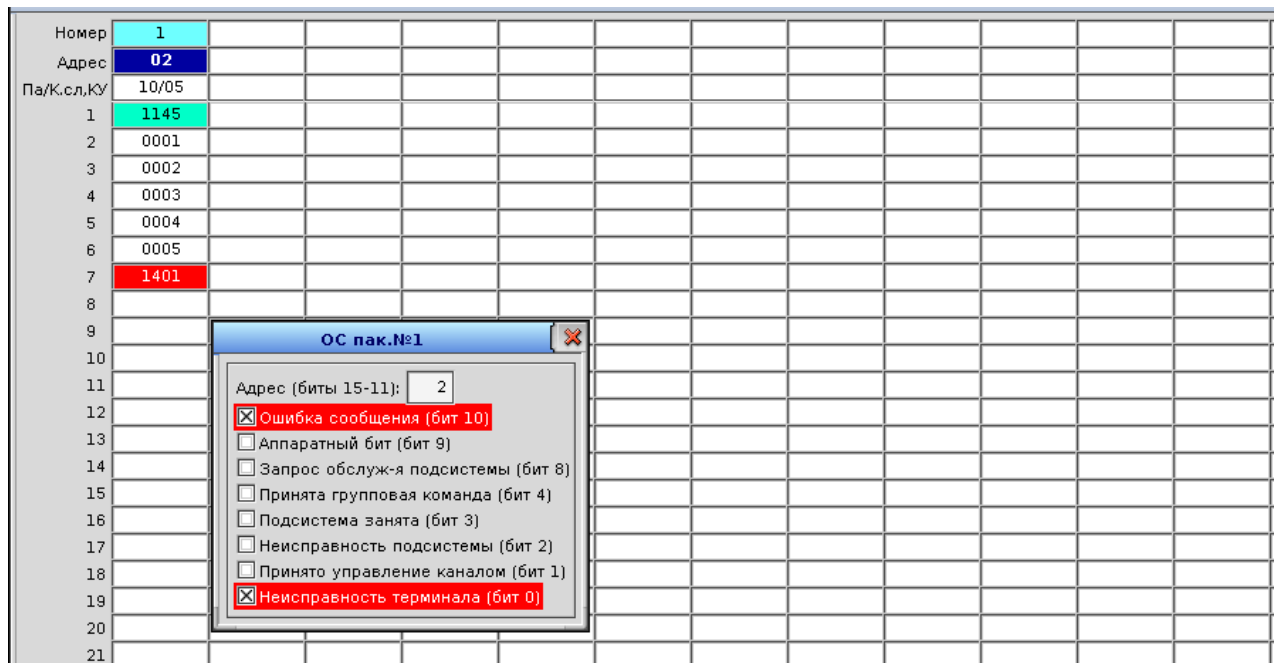 Номер 1
Адрес 02
Па/К.сл,КУ 10/05
1 1145
2 0001
3 0002
4 0003
5 0004
6 0005
7 1401
8
9
10
11
12
13
14
15
16
17
18
19
20
21
ОС пак.№1
Адрес (биты 15-11): 2
Ошибка сообщения (бит 10)
Аппаратный бит (бит 9)
Запрос обслуж-я подсистемы (бит 8)
Принята групповая команда (бит 4)
Подсистема занята (бит 3)
Неисправность подсистемы (бит 2)
Принято управление каналом (бит 1)
Неисправность терминала (бит 0)